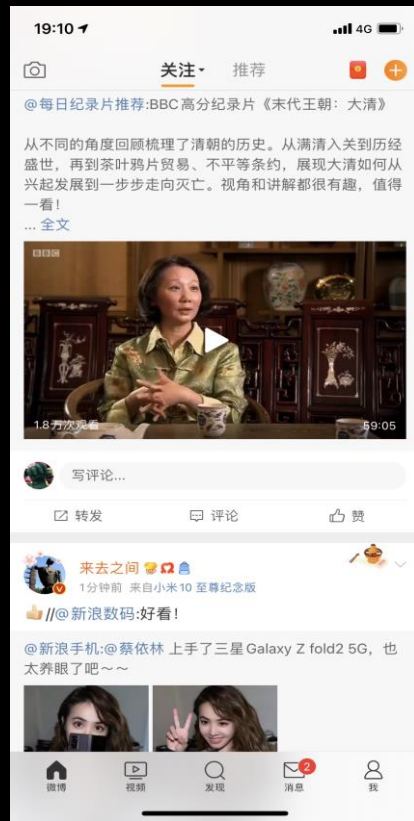 19:10
4G
关注
推荐
@每日纪录片推荐:BBC高分纪录片《末代王朝：大清》
从不同的角度回顾梳理了清朝的历史。从满清入关到历经
盛世，再到茶叶鸦片贸易、不平等条约，展现大清如何从
兴起发展到一步步走向灭亡。视角和讲解都很有趣，值得
一看！
... 全文
BBC
1.8万次观看
59:05
写评论...
转发
评论
赞
来去之间
1分钟前 来自小米10 至尊纪念版
//@新浪数码:好看！
@新浪手机:@蔡依林 上手了三星Galaxy Z fold2 5G，也
太养眼了吧～～
微博
视频
发现
2
消息
我